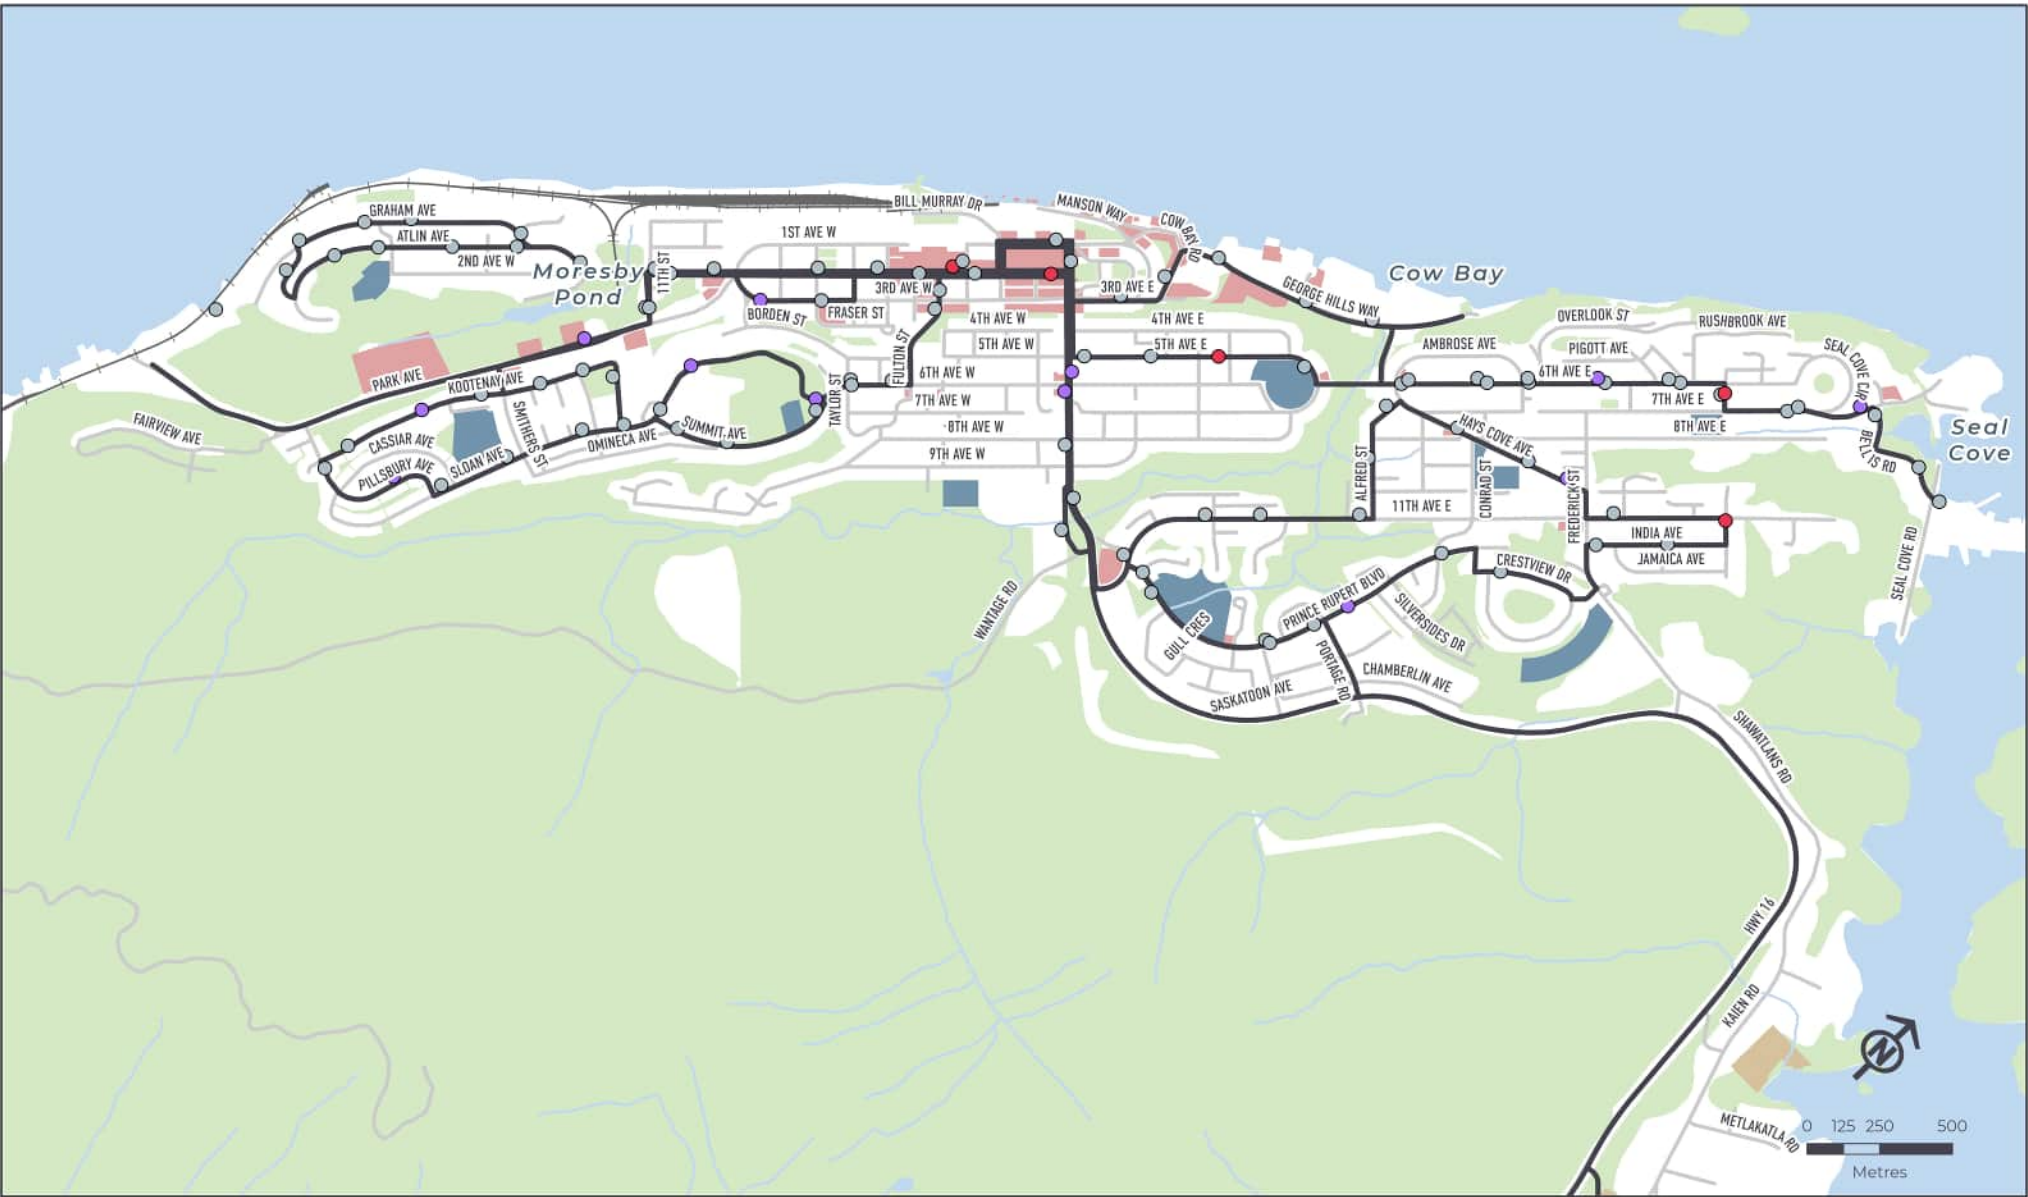 BILL MURRAY DR
MANSON WAY
COW BAY RD
GRAHAM AVE
ATLIN AVE
2ND AVE W
1ST AVE W
Moresby
Pond
11TH ST
3RD AVE W
3RD AVE E
Cow Bay
GEORGE HILLS WAY
BORDEN ST
FRASER ST
4TH AVE W
4TH AVE E
OVERLOOK ST
RUSHBROOK AVE
FULTON ST
5TH AVE W
5TH AVE E
AMBROSE AVE
PIGOTT AVE
SEAL COVE CIR
PARK AVE
KOOTENAY AVE
6TH AVE W
6TH AVE E
TAYLOR ST
7TH AVE W
7TH AVE E
FAIRVIEW AVE
CASSIAR AVE
SMITHERS ST
OMINECA AVE
SUMMIT AVE
8TH AVE W
HAYS COVE AVE
8TH AVE E
Seal
Cove
BELLIS RD
PILLSBURY AVE
SLOAN AVE
9TH AVE W
ALFRED ST
CONRAD ST
FREDERICK ST
11TH AVE E
INDIA AVE
JAMAICA AVE
CRESTVIEW DR
SEAL COVE RD
WANTAGE RD
PRINCE RUPERT BLVD
SILVERSIDES DR
GULL CRES
PORTAGE RD
CHAMBERLIN AVE
SASKATOON AVE
SHAWATLANS RD
HWY 16
KAIEN RD
N
METLAKATLA RD
0 125 250 500
Metres